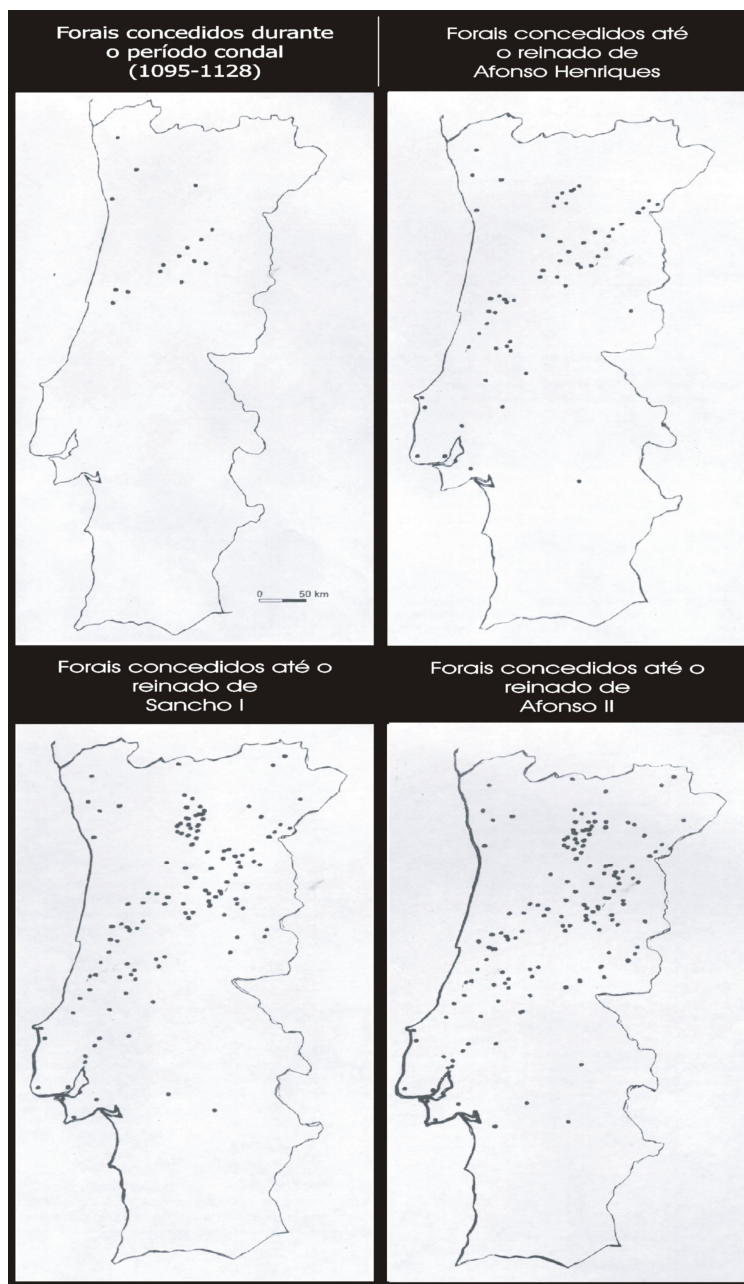 Forais concedidos durante
o período condal
(1095-1128)
Forais concedidos até
o reinado de
Afonso Henriques
0 50 km
Forais concedidos até o
reinado de
Sancho I
Forais concedidos até o
reinado de
Afonso II